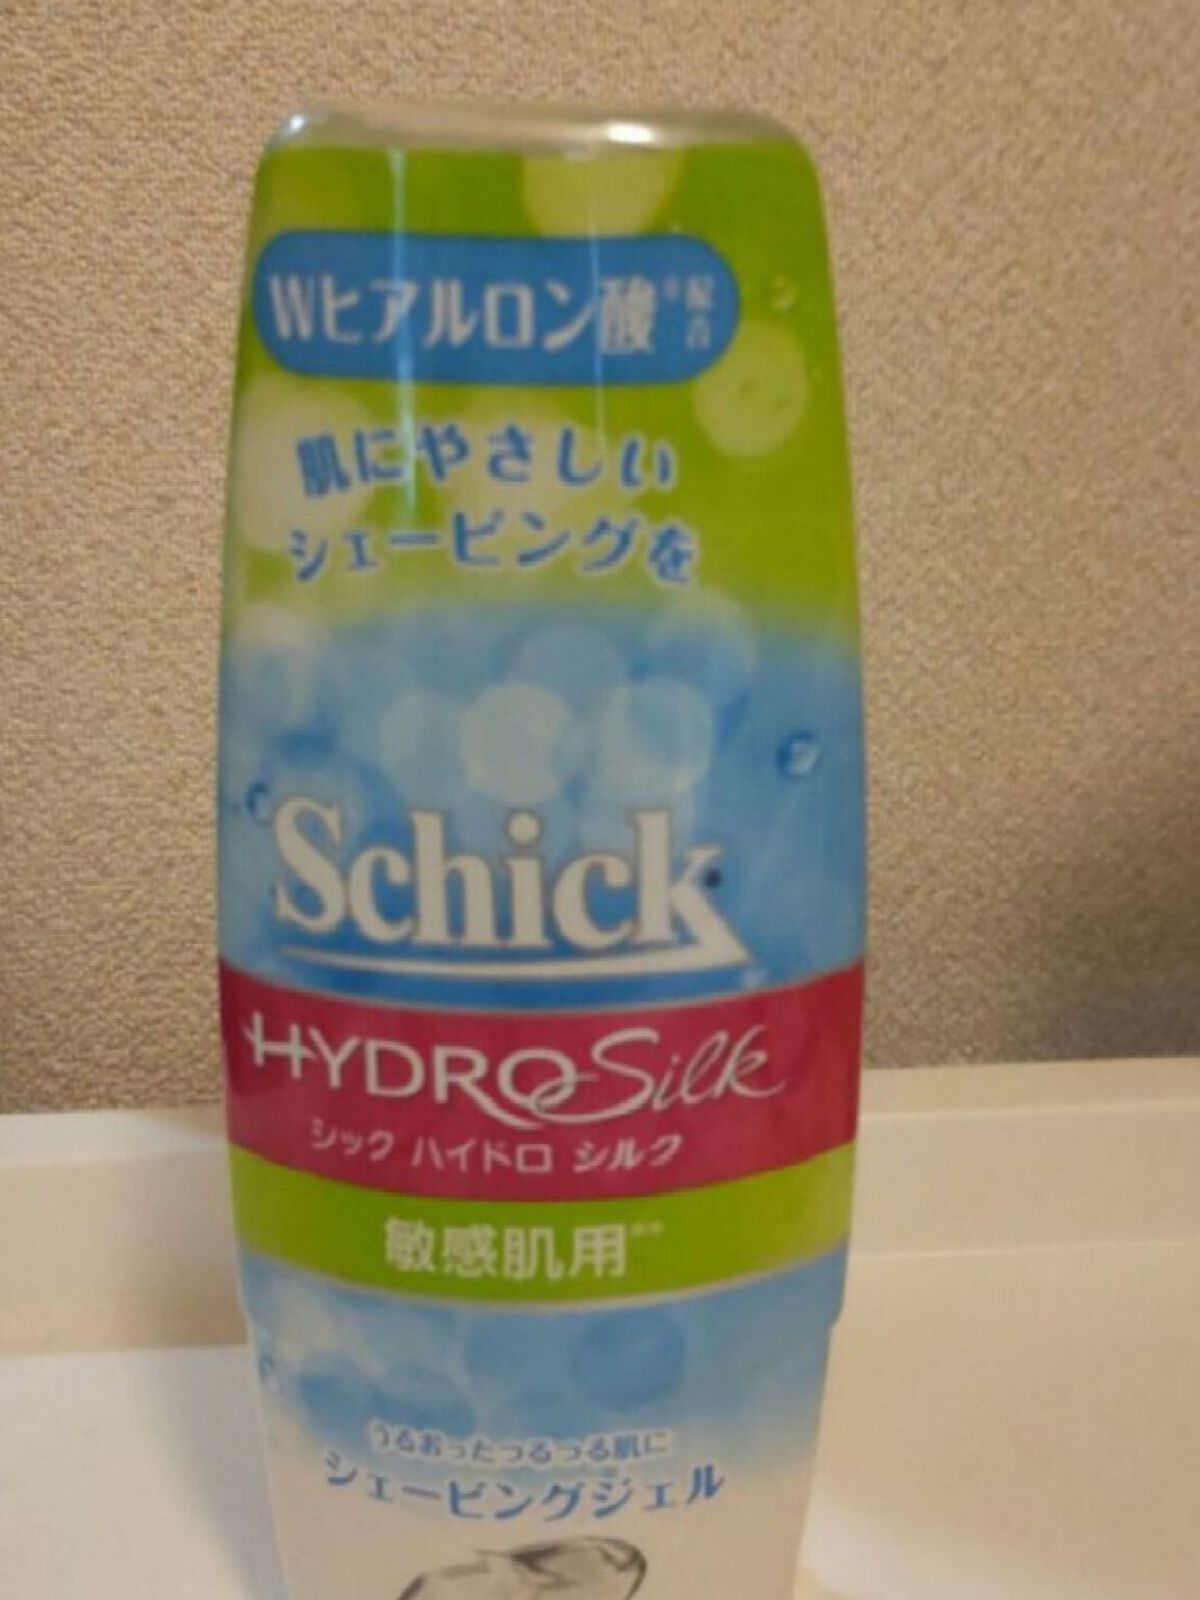 Wヒアルロン酸*配合
肌にやさしい
シェービングを
Schick
HYDRO Silk
シック ハイドロ シルク
敏感肌用**
うるおったつるつる肌に
シェービングジェル